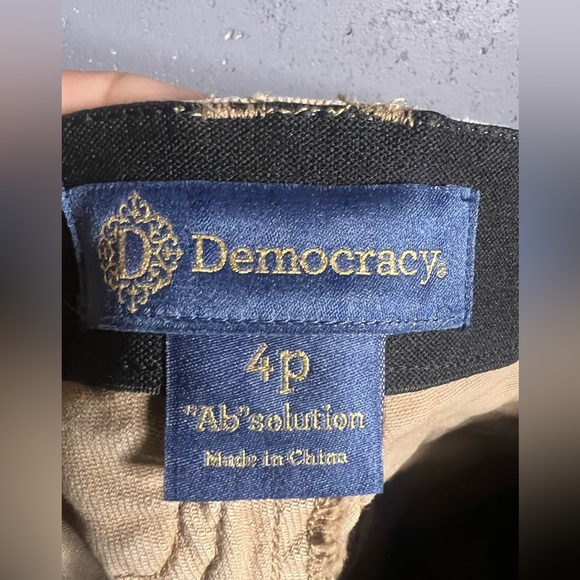 D Democracy®
4p
"Ab"solution
Made in China